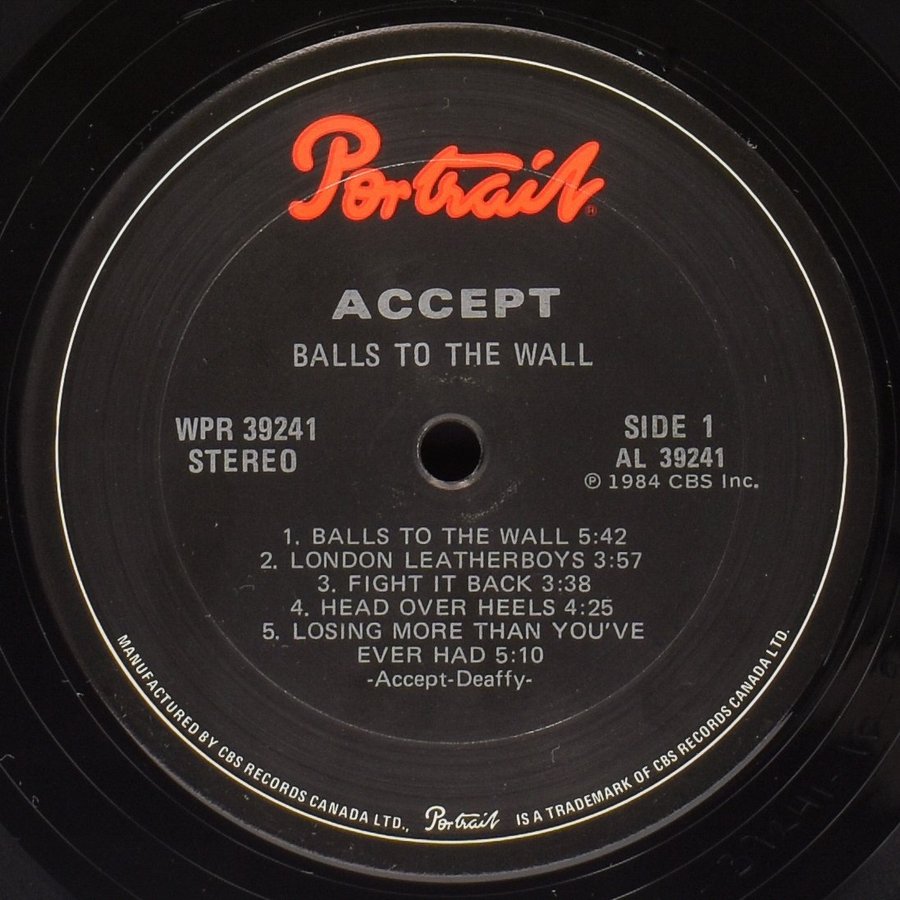 Portrait ®
ACCEPT
BALLS TO THE WALL
WPR 39241
STEREO
SIDE 1
AL 39241
℗ 1984 CBS Inc.
1. BALLS TO THE WALL 5:42
2. LONDON LEATHERBOYS 3:57
3. FIGHT IT BACK 3:38
4. HEAD OVER HEELS 4:25
5. LOSING MORE THAN YOU'VE
EVER HAD 5:10
-Accept-Deaffy-
MANUFACTURED BY CBS RECORDS CANADA LTD., Portrait IS A TRADEMARK OF CBS RECORDS CANADA LTD.